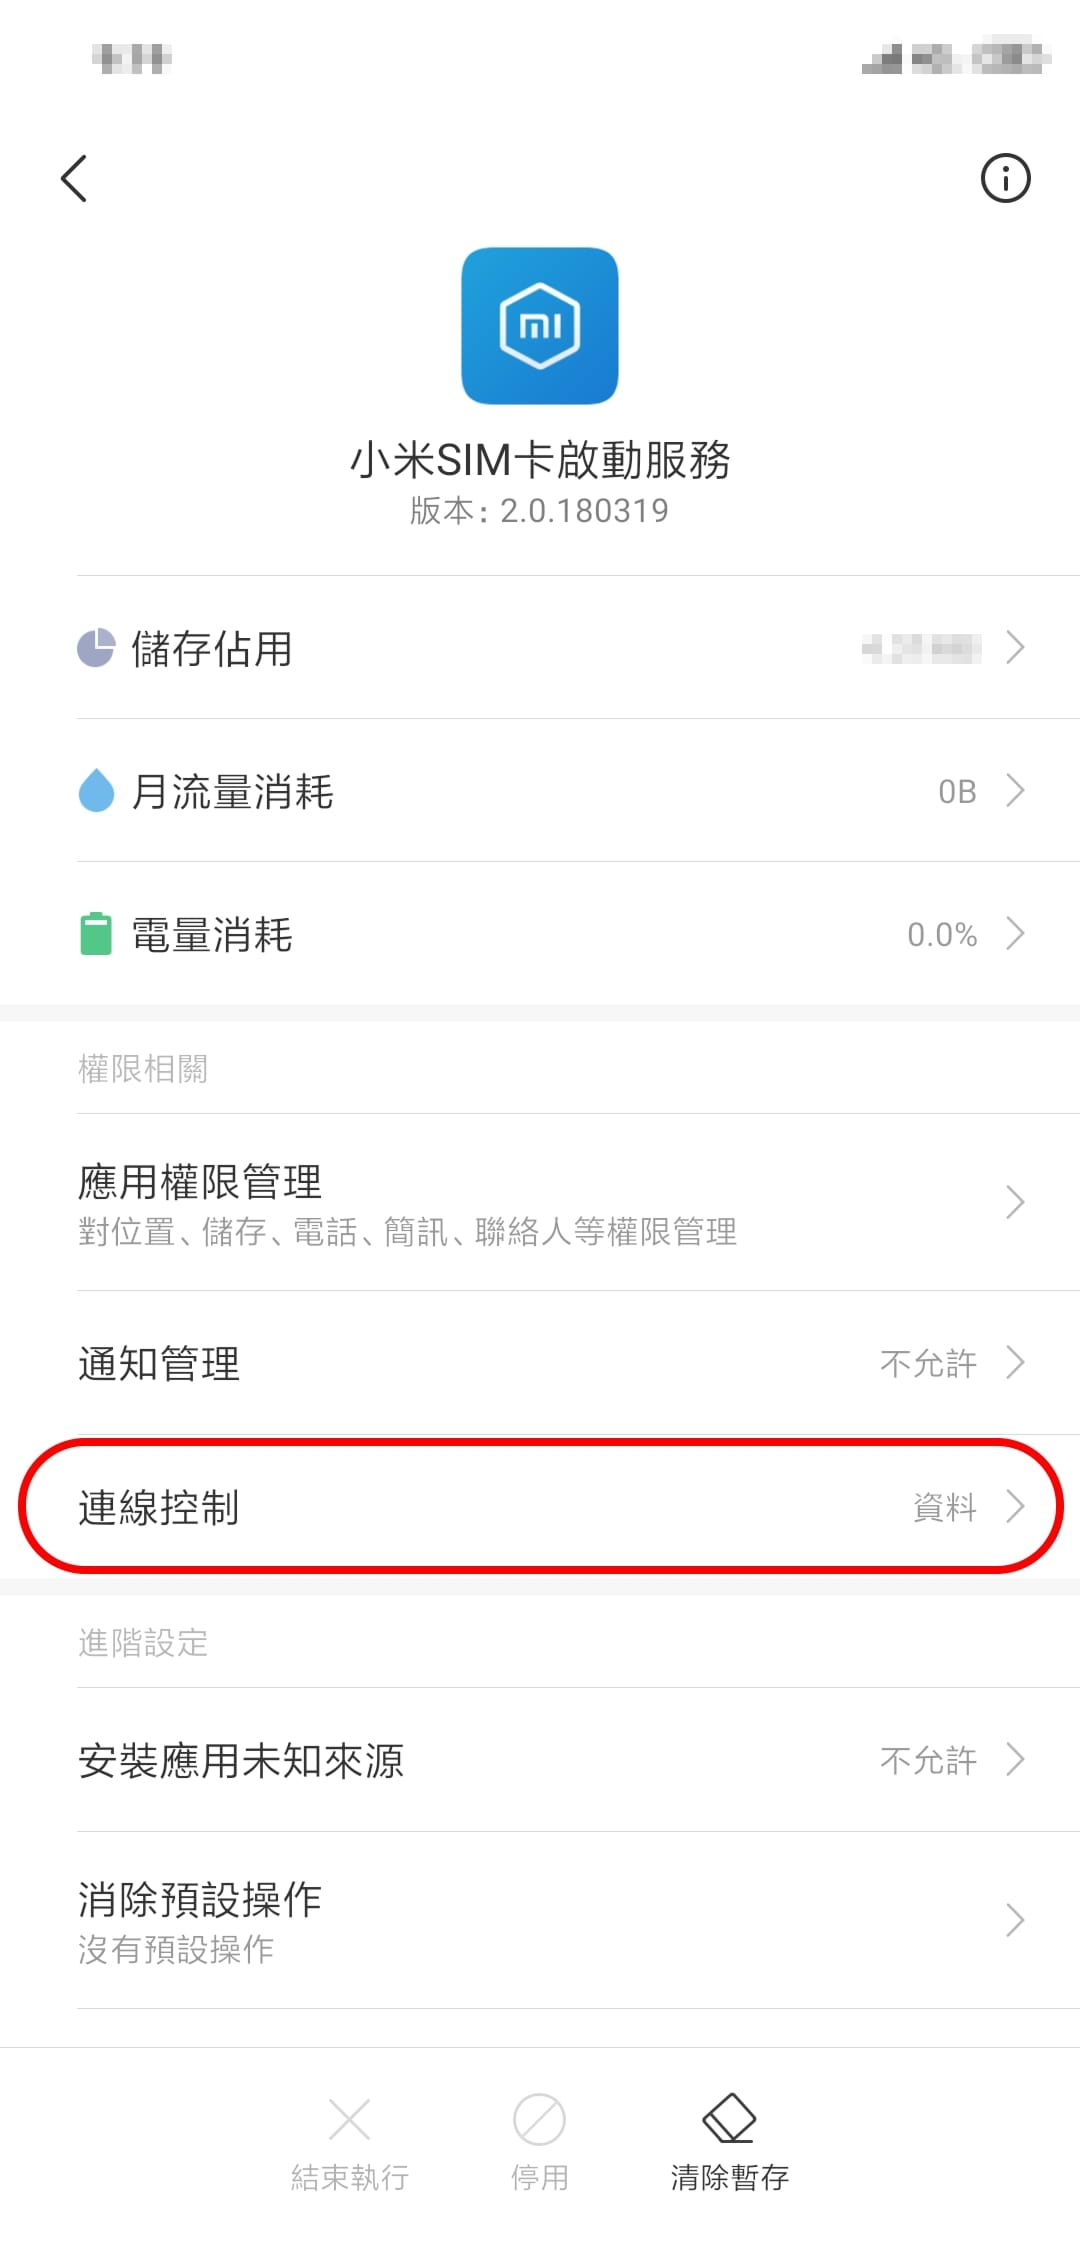 小米SIM卡啟動服務
版本：2.0.180319
儲存佔用
月流量消耗 0B
電量消耗 0.0%
權限相關
應用權限管理
對位置、儲存、電話、簡訊、聯絡人等權限管理
通知管理 不允許
連線控制 資料
進階設定
安裝應用未知來源 不允許
消除預設操作
沒有預設操作
結束執行 停用 清除暫存